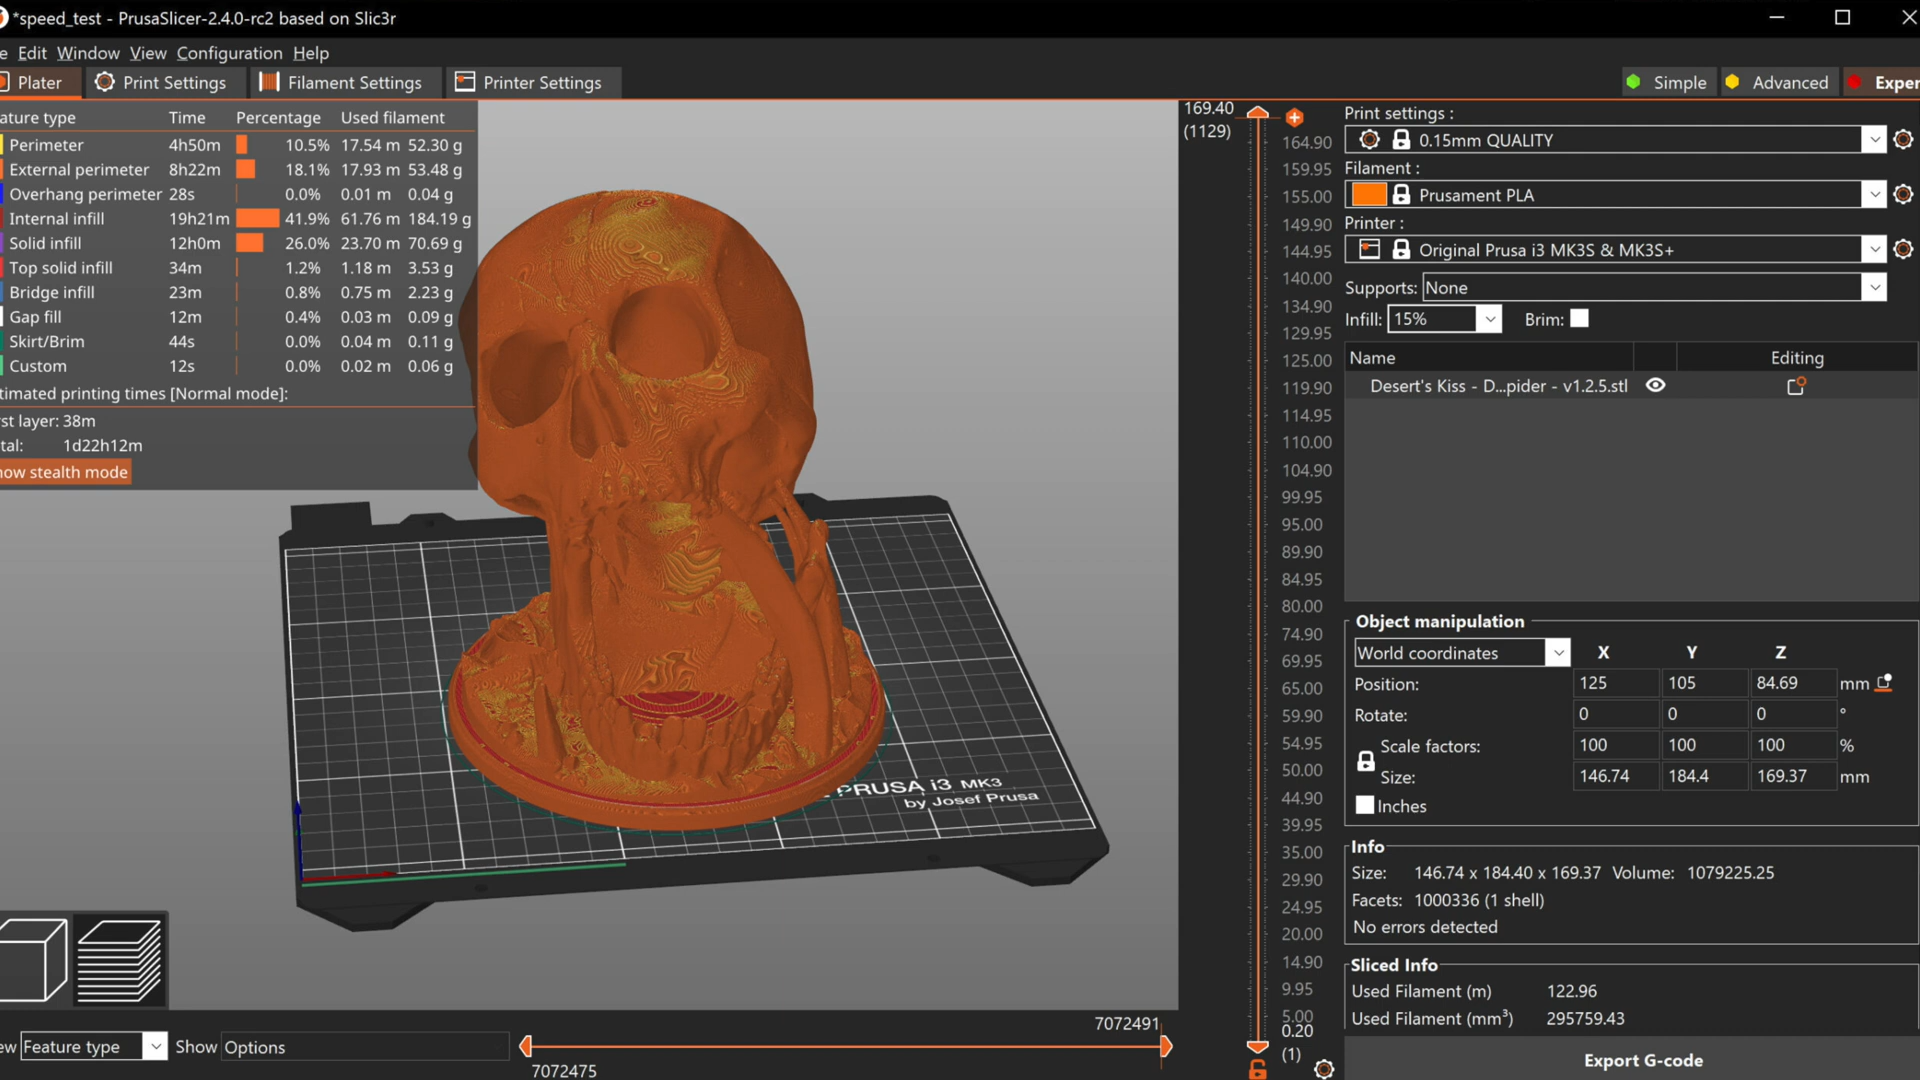 *speed_test - PrusaSlicer-2.4.0-rc2 based on Slic3r
e Edit Window View Configuration Help
Plater Print Settings Filament Settings Printer Settings Simple Advanced Exper
ature type Time Percentage Used filament
Perimeter 4h50m 10.5% 17.54 m 52.30 g
External perimeter 8h22m 18.1% 17.93 m 53.48 g
Overhang perimeter 28s 0.0% 0.01 m 0.04 g
Internal infill 19h21m 41.9% 61.76 m 184.19 g
Solid infill 12h0m 26.0% 23.70 m 70.69 g
Top solid infill 34m 1.2% 1.18 m 3.53 g
Bridge infill 23m 0.8% 0.75 m 2.23 g
Gap fill 12m 0.4% 0.03 m 0.09 g
Skirt/Brim 44s 0.0% 0.04 m 0.11 g
Custom 12s 0.0% 0.02 m 0.06 g
timated printing times [Normal mode]:
rst layer: 38m
tal: 1d22h12m
how stealth mode
PRUSA i3 MK3
by Josef Prusa
ew Feature type Show Options
7072491
7072475
169.40
(1129)
164.90
159.95
155.00
149.90
144.95
140.00
134.90
129.95
125.00
119.90
114.95
110.00
104.90
99.95
95.00
89.90
84.95
80.00
74.90
69.95
65.00
59.90
54.95
50.00
44.90
39.95
35.00
29.90
24.95
20.00
14.90
9.95
5.00
0.20
(1)
Print settings :
0.15mm QUALITY
Filament :
Prusament PLA
Printer :
Original Prusa i3 MK3S & MK3S+
Supports: None
Infill: 15% Brim:
Name Editing
Desert's Kiss - D...pider - v1.2.5.stl
Object manipulation
World coordinates X Y Z
Position: 125 105 84.69 mm
Rotate: 0 0 0 °
Scale factors: 100 100 100 %
Size: 146.74 184.4 169.37 mm
Inches
Info
Size: 146.74 x 184.40 x 169.37 Volume: 1079225.25
Facets: 1000336 (1 shell)
No errors detected
Sliced Info
Used Filament (m) 122.96
Used Filament (mm³) 295759.43
Export G-code